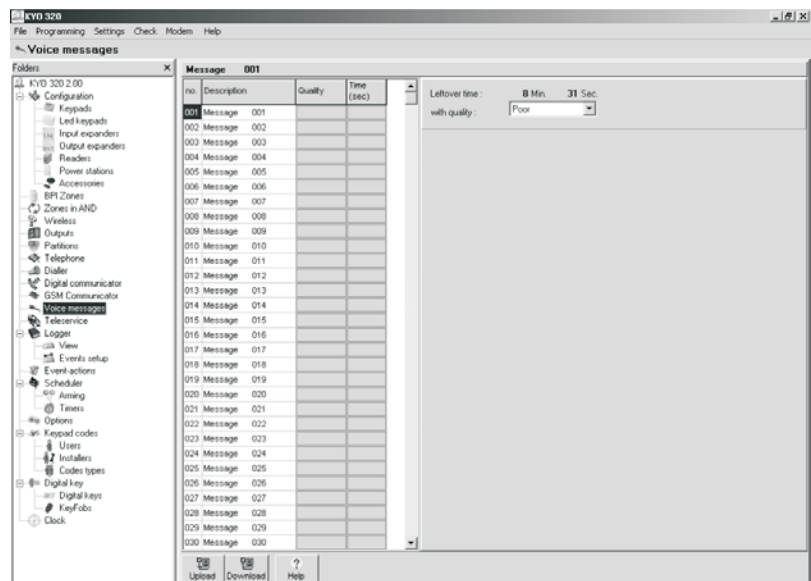 KYO 320
File Programming Settings Check Modem Help
Voice messages
Folders
KYO 320 2.00
Configuration
Keypads
Led keypads
Input expanders
Output expanders
Readers
Power stations
Accessories
BPI Zones
Zones in AND
Wireless
Outputs
Partitions
Telephone
Dialler
Digital communicator
GSM Communicator
Voice messages
Teleservice
Logger
View
Events setup
Event-actions
Scheduler
Arming
Timers
Options
Keypad codes
Users
Installers
Codes types
Digital key
Digital keys
KeyFobs
Clock
Message 001
no. Description Quality Time (sec)
001 Message 001
002 Message 002
003 Message 003
004 Message 004
005 Message 005
006 Message 006
007 Message 007
008 Message 008
009 Message 009
010 Message 010
011 Message 011
012 Message 012
013 Message 013
014 Message 014
015 Message 015
016 Message 016
017 Message 017
018 Message 018
019 Message 019
020 Message 020
021 Message 021
022 Message 022
023 Message 023
024 Message 024
025 Message 025
026 Message 026
027 Message 027
028 Message 028
029 Message 029
030 Message 030
Leftover time : 8 Min. 31 Sec.
with quality : Poor
Upload Download Help